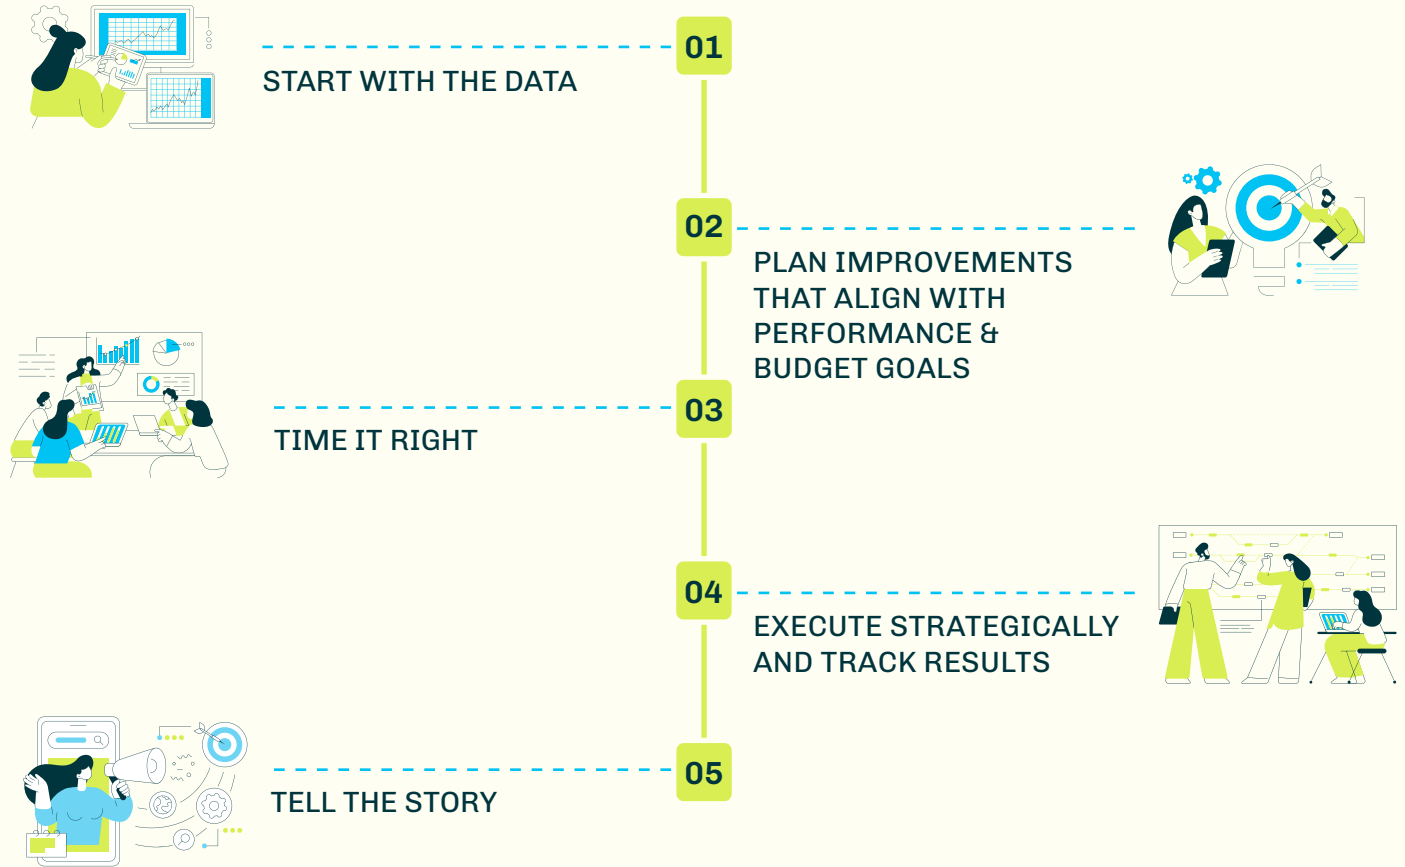 01
START WITH THE DATA
02
PLAN IMPROVEMENTS
THAT ALIGN WITH
PERFORMANCE &
BUDGET GOALS
03
TIME IT RIGHT
04
EXECUTE STRATEGICALLY
AND TRACK RESULTS
05
TELL THE STORY